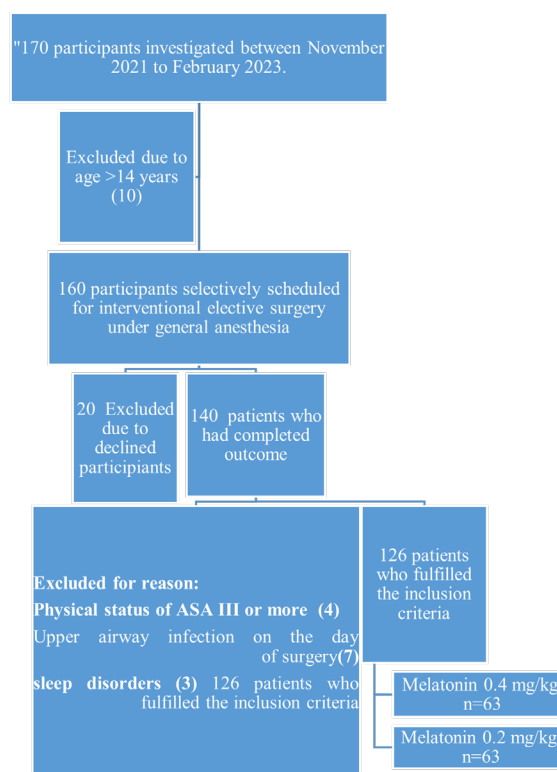 "170 participants investigated between November
2021 to February 2023.
Excluded due to
age >14 years
(10)
160 participants selectively scheduled
for interventional elective surgery
under general anesthesia
20 Excluded
due to
declined
participiants
140 patients who
had completed
outcome
Excluded for reason:
Physical status of ASA III or more (4)
Upper airway infection on the day
of surgery(7)
sleep disorders (3) 126 patients who
fulfilled the inclusion criteria
126 patients
who fulfilled
the inclusion
criteria
Melatonin 0.4 mg/kg
n=63
Melatonin 0.2 mg/kg
n=63